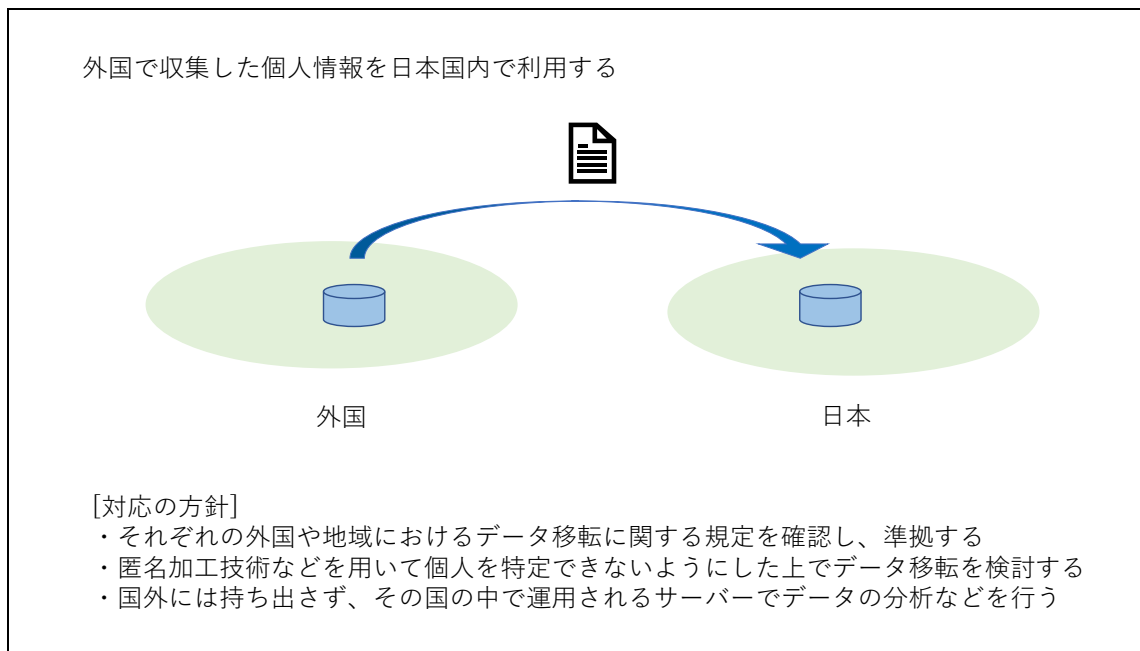 外国で収集した個人情報を日本国内で利用する
外国
日本
[対応の方針]
・それぞれの外国や地域におけるデータ移転に関する規定を確認し、準拠する
・匿名加工技術などを用いて個人を特定できないようにした上でデータ移転を検討する
・国外には持ち出さず、その国の中で運用されるサーバーでデータの分析などを行う